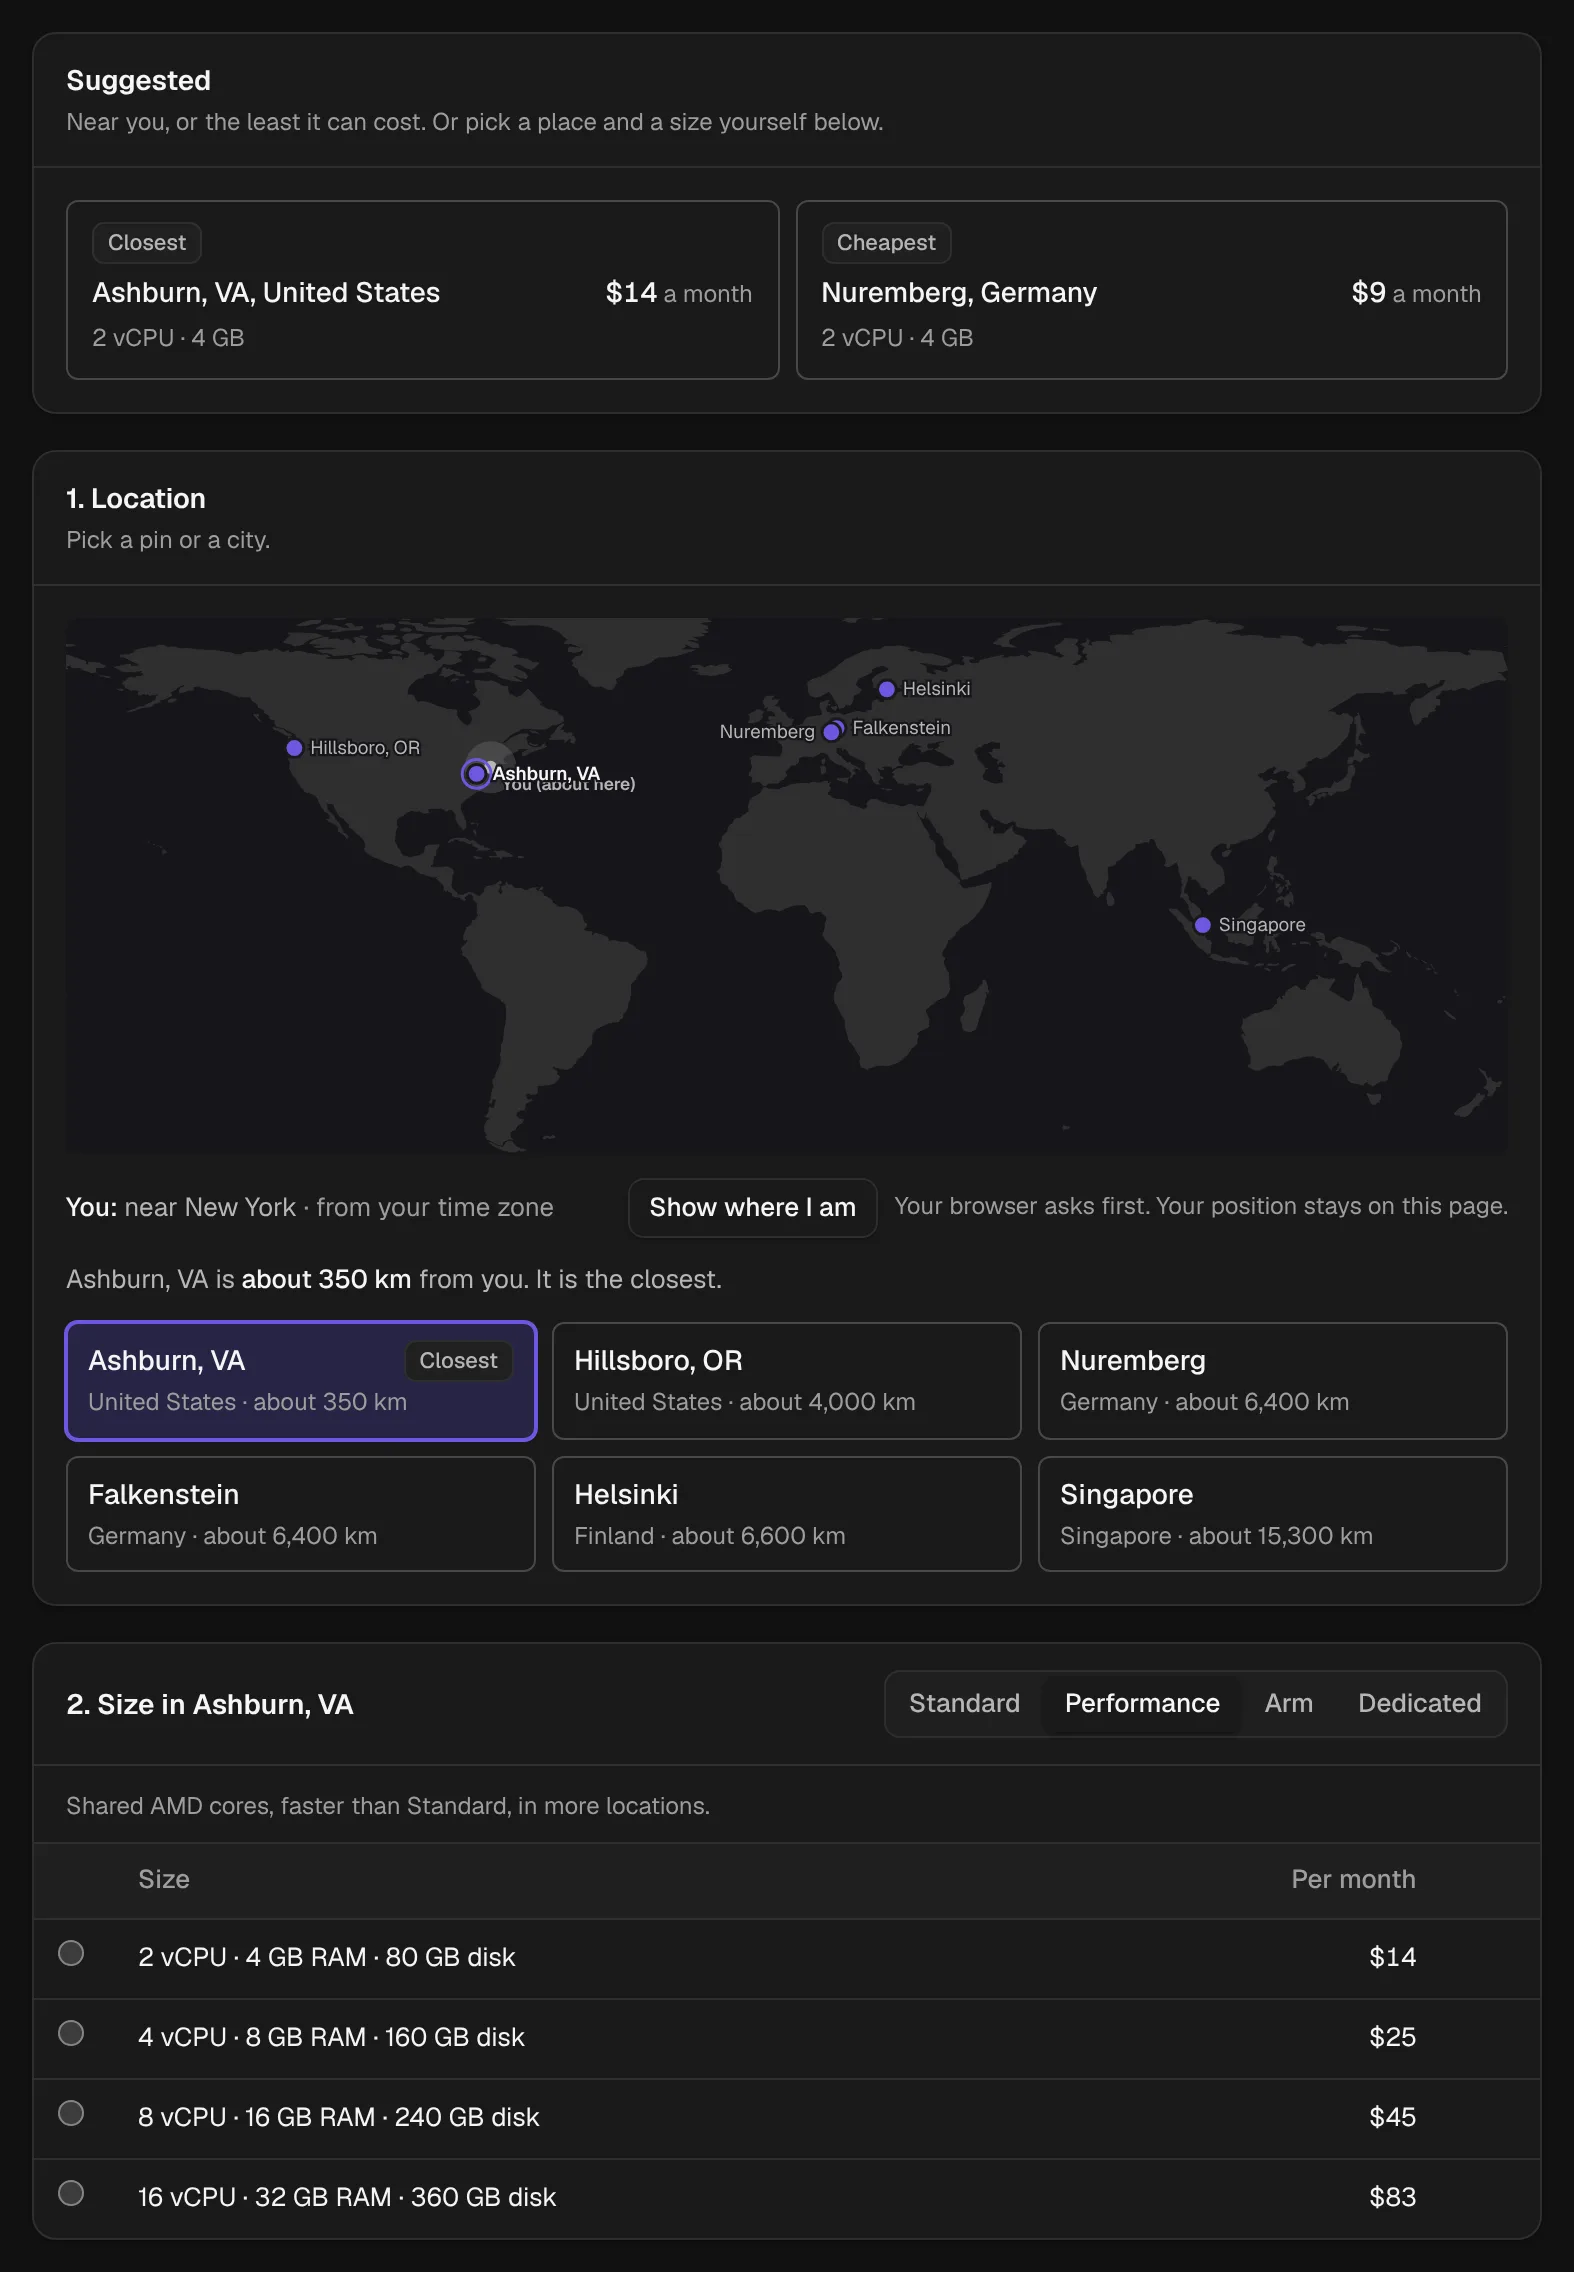 Suggested
Near you, or the least it can cost. Or pick a place and a size yourself below.
Closest
Ashburn, VA, United States
$14 a month
2 vCPU · 4 GB
Cheapest
Nuremberg, Germany
$9 a month
2 vCPU · 4 GB
1. Location
Pick a pin or a city.
Helsinki
Nuremberg
Falkenstein
Hillsboro, OR
Ashburn, VA
You (about here)
Singapore
You: near New York · from your time zone
Show where I am
Your browser asks first. Your position stays on this page.
Ashburn, VA is about 350 km from you. It is the closest.
Ashburn, VA
Closest
United States · about 350 km
Hillsboro, OR
United States · about 4,000 km
Nuremberg
Germany · about 6,400 km
Falkenstein
Germany · about 6,400 km
Helsinki
Finland · about 6,600 km
Singapore
Singapore · about 15,300 km
2. Size in Ashburn, VA
Standard
Performance
Arm
Dedicated
Shared AMD cores, faster than Standard, in more locations.
Size
Per month
2 vCPU · 4 GB RAM · 80 GB disk
$14
4 vCPU · 8 GB RAM · 160 GB disk
$25
8 vCPU · 16 GB RAM · 240 GB disk
$45
16 vCPU · 32 GB RAM · 360 GB disk
$83